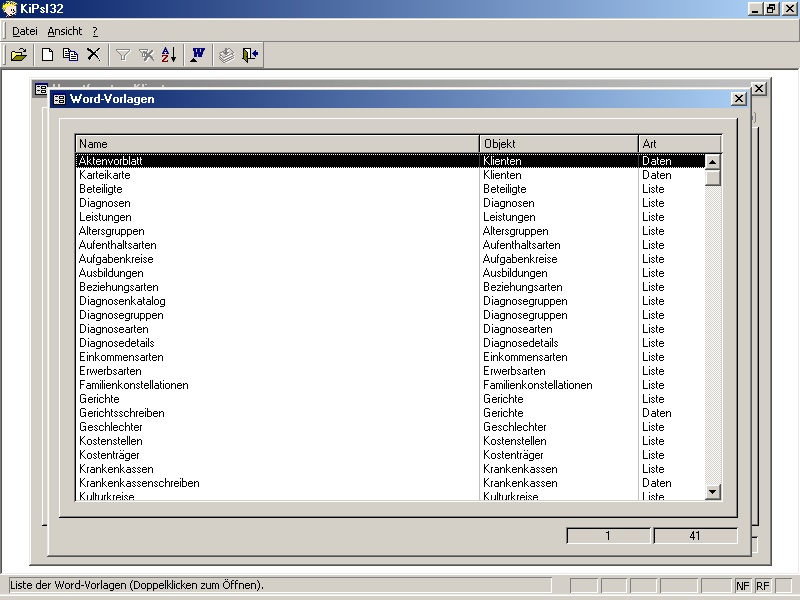 KiPsI32
Datei Ansicht ?
Word-Vorlagen
Name Objekt Art
Aktenvorblatt Klienten Daten
Karteikarte Klienten Daten
Beteiligte Beteiligte Liste
Diagnosen Diagnosen Liste
Leistungen Leistungen Liste
Altersgruppen Altersgruppen Liste
Aufenthaltsarten Aufenthaltsarten Liste
Aufgabenkreise Aufgabenkreise Liste
Ausbildungen Ausbildungen Liste
Beziehungsarten Beziehungsarten Liste
Diagnosenkatalog Diagnosegruppen Liste
Diagnosegruppen Diagnosegruppen Liste
Diagnosearten Diagnosearten Liste
Diagnosedetails Diagnosedetails Liste
Einkommensarten Einkommensarten Liste
Erwerbsarten Erwerbsarten Liste
Familienkonstellationen Familienkonstellationen Liste
Gerichte Gerichte Liste
Gerichtsschreiben Gerichte Daten
Geschlechter Geschlechter Liste
Kostenstellen Kostenstellen Liste
Kostenträger Kostenträger Liste
Krankenkassen Krankenkassen Liste
Krankenkassenschreiben Krankenkassen Daten
Kulturkreise Kulturkreise Liste
1 41
Liste der Word-Vorlagen (Doppelklicken zum Öffnen). NF RF